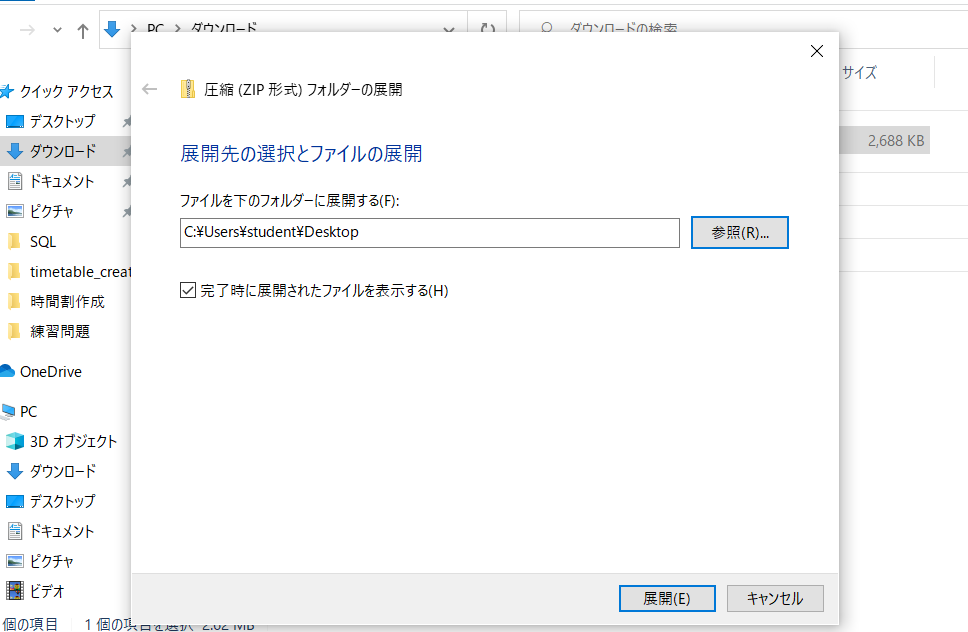 PC > ダウンロード
ダウンロードの検索
サイズ
2,688 KB
クイック アクセス
デスクトップ
ダウンロード
ドキュメント
ピクチャ
SQL
timetable_creat
時間割作成
練習問題
OneDrive
PC
3D オブジェクト
ダウンロード
デスクトップ
ドキュメント
ピクチャ
ビデオ
個の項目
1 個の項目を選択 2.62 MB
圧縮 (ZIP 形式) フォルダーの展開
展開先の選択とファイルの展開
ファイルを下のフォルダーに展開する(F):
C:¥Users¥student¥Desktop
参照(R)...
完了時に展開されたファイルを表示する(H)
展開(E)
キャンセル